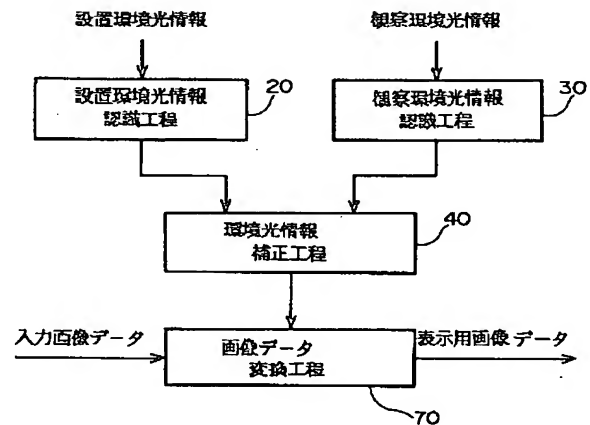 設置環境光情報
観察環境光情報
設置環境光情報
認識工程
20
観察環境光情報
認識工程
30
環境光情報
補正工程
40
入力画像データ
画像データ
変換工程
表示用画像データ
70